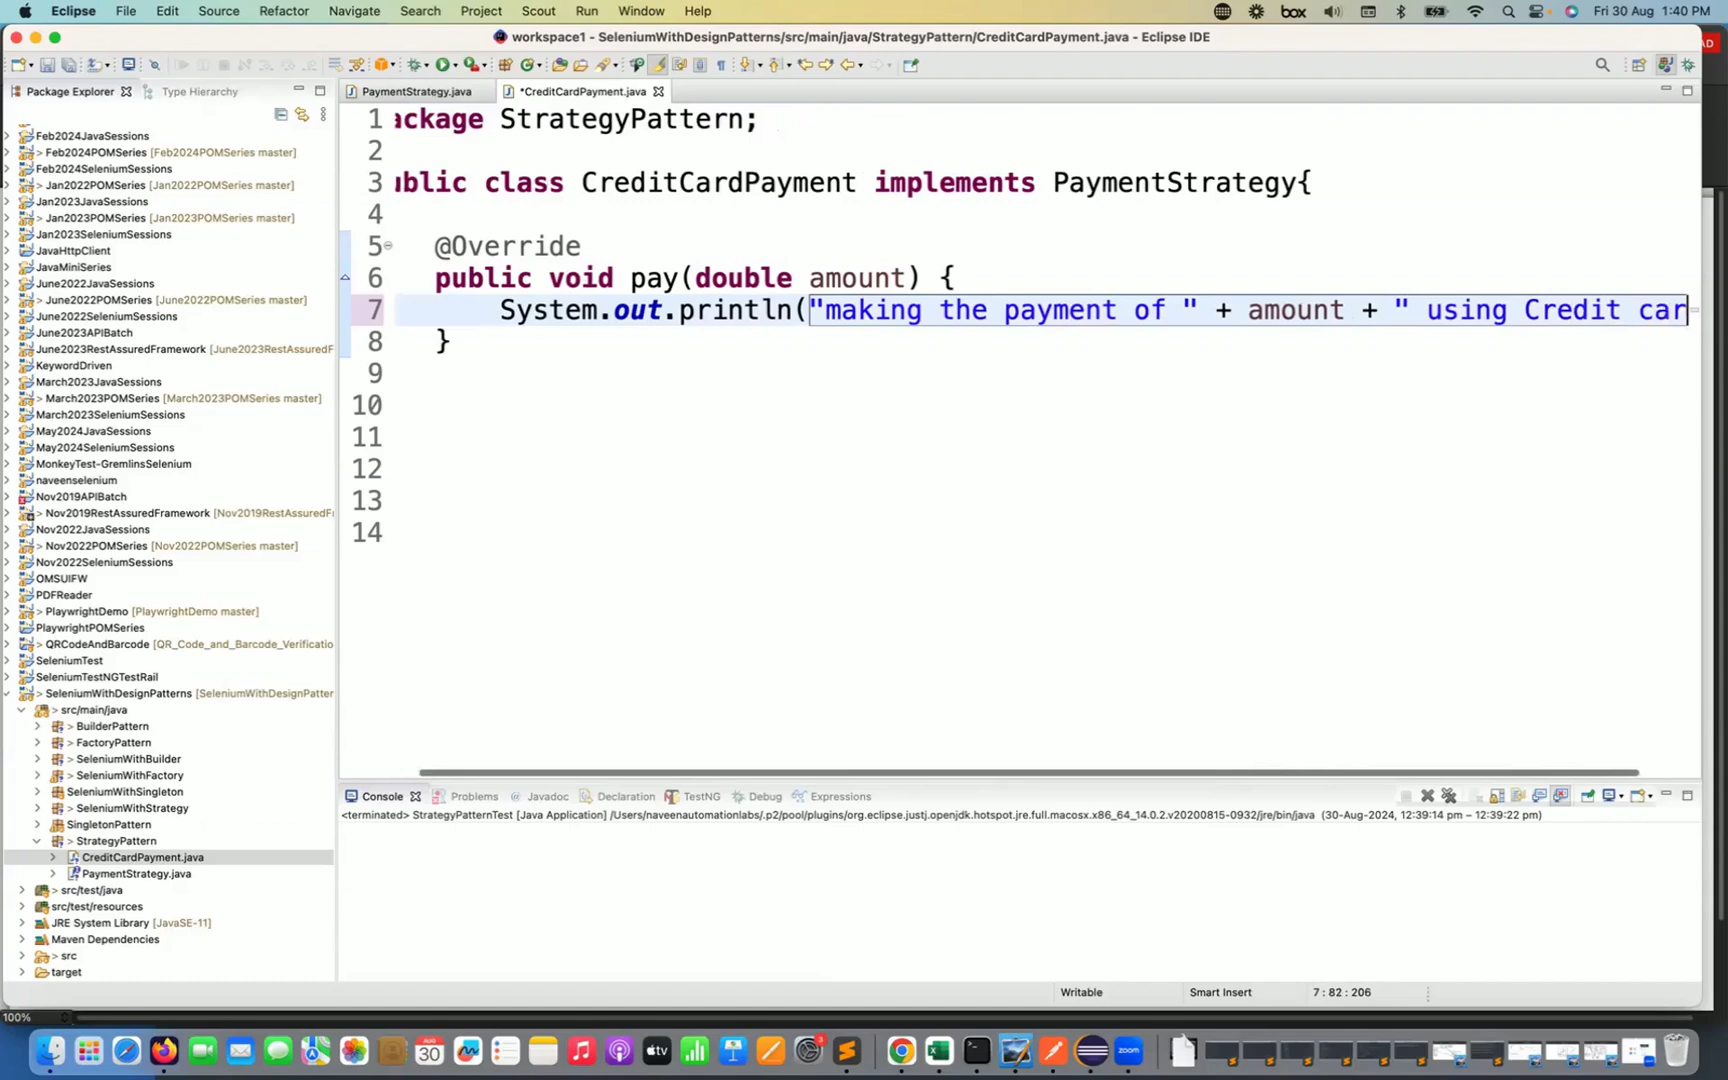 Eclipse File Edit Source Refactor Navigate Search Project Scout Run Window Help box Fri 30 Aug 1:40 PM
workspace1 - SeleniumWithDesignPatterns/src/main/java/StrategyPattern/CreditCardPayment.java - Eclipse IDE
Package Explorer Type Hierarchy
PaymentStrategy.java *CreditCardPayment.java
Feb2024JavaSessions
> Feb2024POMSeries [Feb2024POMSeries master]
Feb2024SeleniumSessions
> Jan2022POMSeries [Jan2022POMSeries master]
Jan2023JavaSessions
> Jan2023POMSeries [Jan2023POMSeries master]
Jan2023SeleniumSessions
JavaHttpClient
JavaMiniSeries
June2022JavaSessions
> June2022POMSeries [June2022POMSeries master]
June2022SeleniumSessions
June2023APIBatch
> June2023RestAssuredFramework [June2023RestAssuredF
KeywordDriven
March2023JavaSessions
> March2023POMSeries [March2023POMSeries master]
March2023SeleniumSessions
May2024JavaSessions
May2024SeleniumSessions
MonkeyTest-GremlinsSelenium
naveenselenium
Nov2019APIBatch
> Nov2019RestAssuredFramework [Nov2019RestAssuredFr
Nov2022JavaSessions
> Nov2022POMSeries [Nov2022POMSeries master]
Nov2022SeleniumSessions
OMSUIFW
PDFReader
> PlaywrightDemo [PlaywrightDemo master]
PlaywrightPOMSeries
> QRCodeAndBarcode [QR_Code_and_Barcode_Verificatio
SeleniumTest
SeleniumTestNGTestRail
> SeleniumWithDesignPatterns [SeleniumWithDesignPatter
> src/main/java
> BuilderPattern
> FactoryPattern
> SeleniumWithBuilder
> SeleniumWithFactory
SeleniumWithSingleton
> SeleniumWithStrategy
SingletonPattern
> StrategyPattern
CreditCardPayment.java
PaymentStrategy.java
> src/test/java
src/test/resources
JRE System Library [JavaSE-11]
Maven Dependencies
> src
target
1 ackage StrategyPattern;
2
3 ublic class CreditCardPayment implements PaymentStrategy{
4
5 @Override
6 public void pay(double amount) {
7 System.out.println("making the payment of " + amount + " using Credit car
8 }
9
10
11
12
13
14
Console Problems Javadoc Declaration TestNG Debug Expressions
<terminated> StrategyPatternTest [Java Application] /Users/naveenautomationlabs/.p2/pool/plugins/org.eclipse.justj.openjdk.hotspot.jre.full.macosx.x86_64_14.0.2.v20200815-0932/jre/bin/java (30-Aug-2024, 12:39:14 pm – 12:39:22 pm)
Writable Smart Insert 7 : 82 : 206
100%
AUG
30
tv
zoom
3